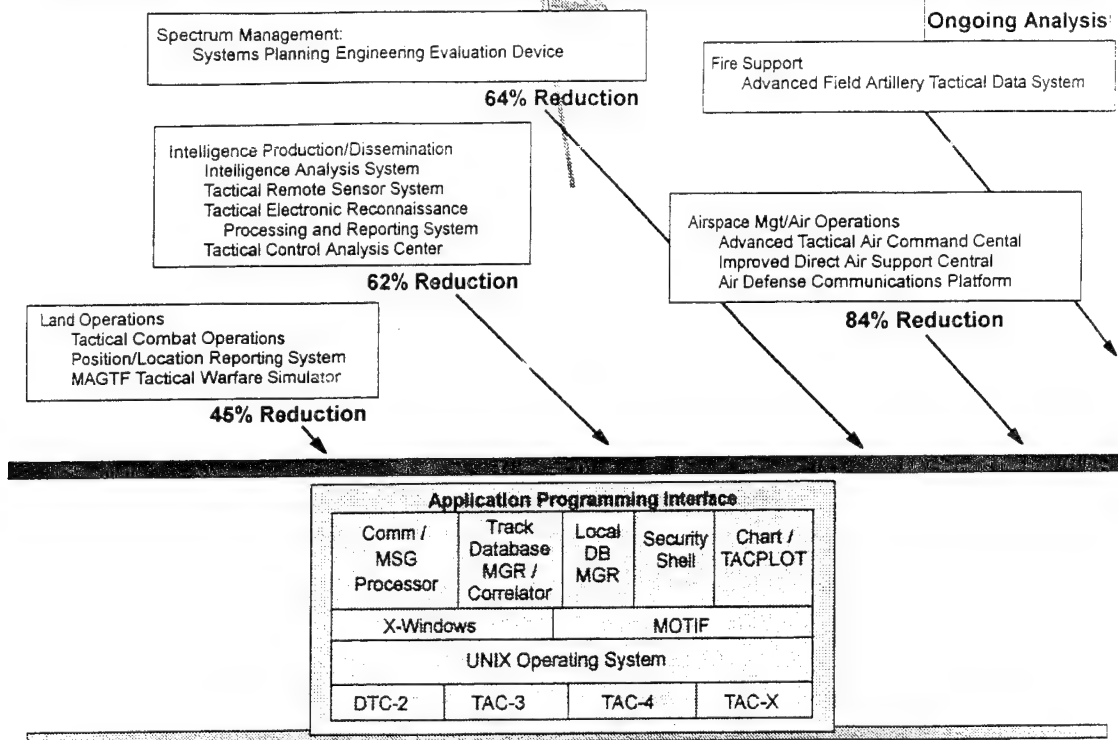 Ongoing Analysis
Spectrum Management:
Systems Planning Engineering Evaluation Device
64% Reduction
Fire Support
Advanced Field Artillery Tactical Data System
Intelligence Production/Dissemination
Intelligence Analysis System
Tactical Remote Sensor System
Tactical Electronic Reconnaissance
Processing and Reporting System
Tactical Control Analysis Center
62% Reduction
Airspace Mgt/Air Operations
Advanced Tactical Air Command Cental
Improved Direct Air Support Central
Air Defense Communications Platform
84% Reduction
Land Operations
Tactical Combat Operations
Position/Location Reporting System
MAGTF Tactical Warfare Simulator
45% Reduction
Application Programming Interface
Comm /
MSG
Processor
Track
Database
MGR /
Correlator
Local
DB
MGR
Security
Shell
Chart /
TACPLOT
X-Windows
MOTIF
UNIX Operating System
DTC-2
TAC-3
TAC-4
TAC-X